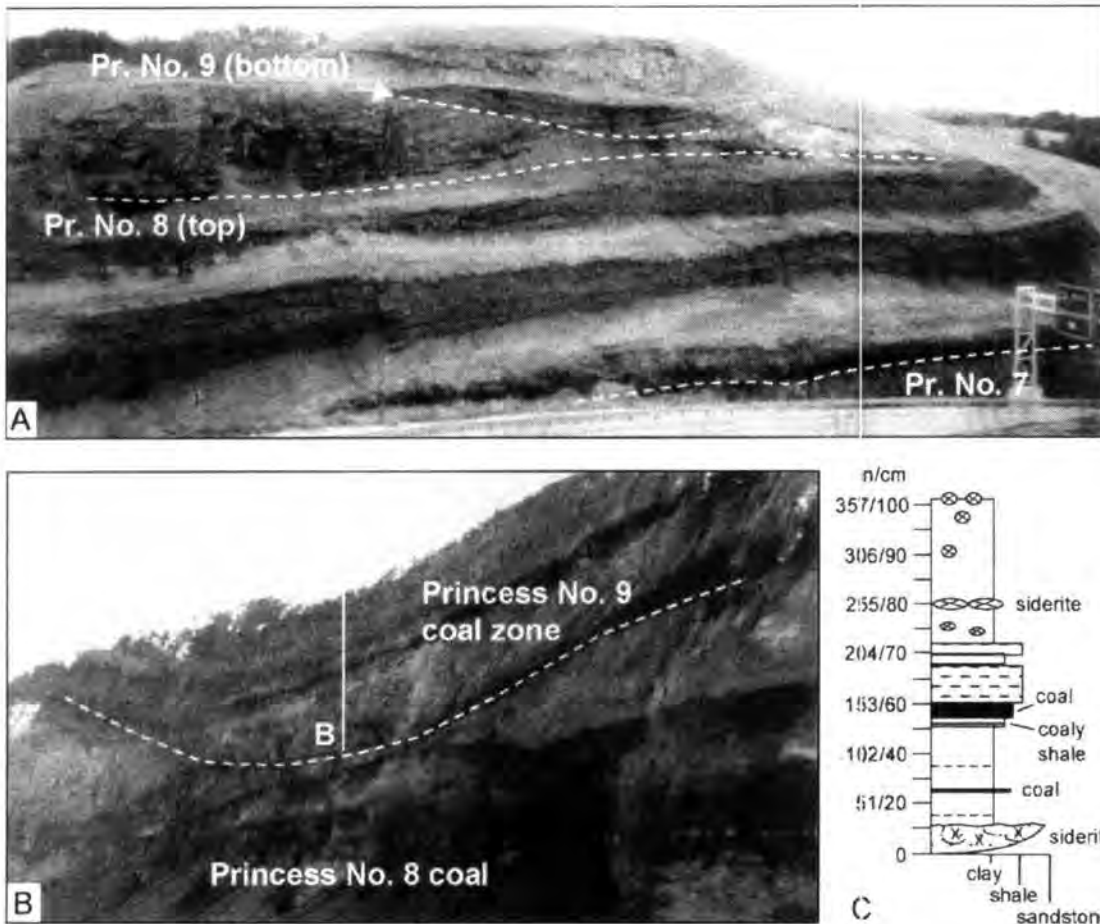 Pr. No. 9 (bottom)
Pr. No. 8 (top)
Pr. No. 7
A
Princess No. 9
coal zone
B
Princess No. 8 coal
B
n/cm
357/100
306/90
255/80
siderite
204/70
153/60
coal
coaly
shale
102/40
coal
51/20
siderit
0
clay
shale
sandston
C